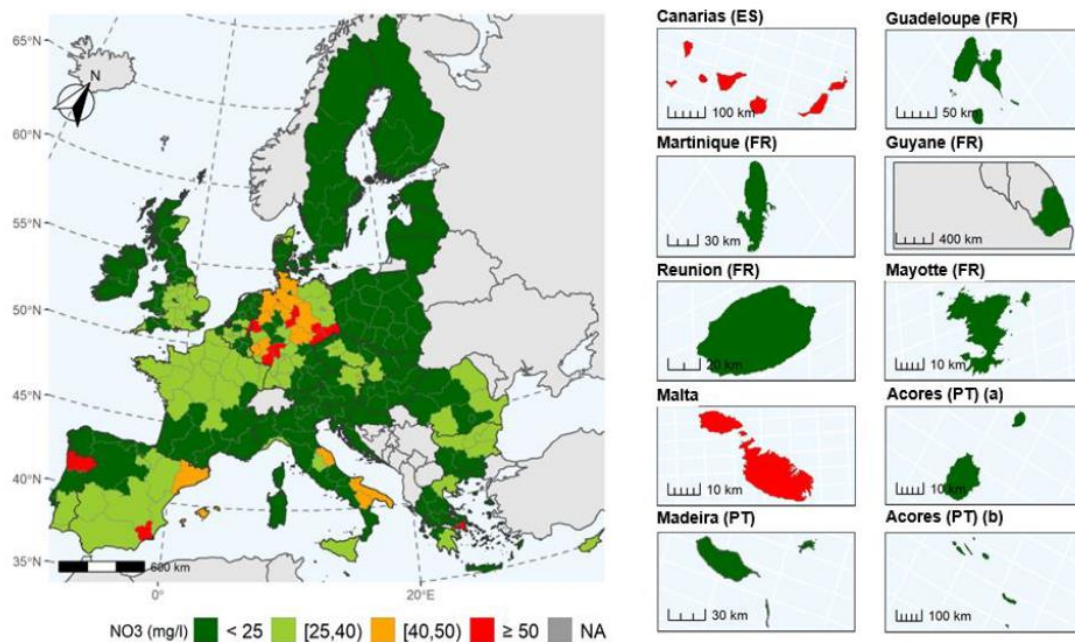 65°N
60°N
55°N
50°N
45°N
40°N
35°N
N
0°
20°E
600 km
NO3 (mg/l) < 25 [25,40) [40,50) ≥ 50 NA
Canarias (ES)
100 km
Guadeloupe (FR)
50 km
Martinique (FR)
30 km
Guyane (FR)
400 km
Reunion (FR)
20 km
Mayotte (FR)
10 km
Malta
10 km
Acores (PT) (a)
10 km
Madeira (PT)
30 km
Acores (PT) (b)
100 km